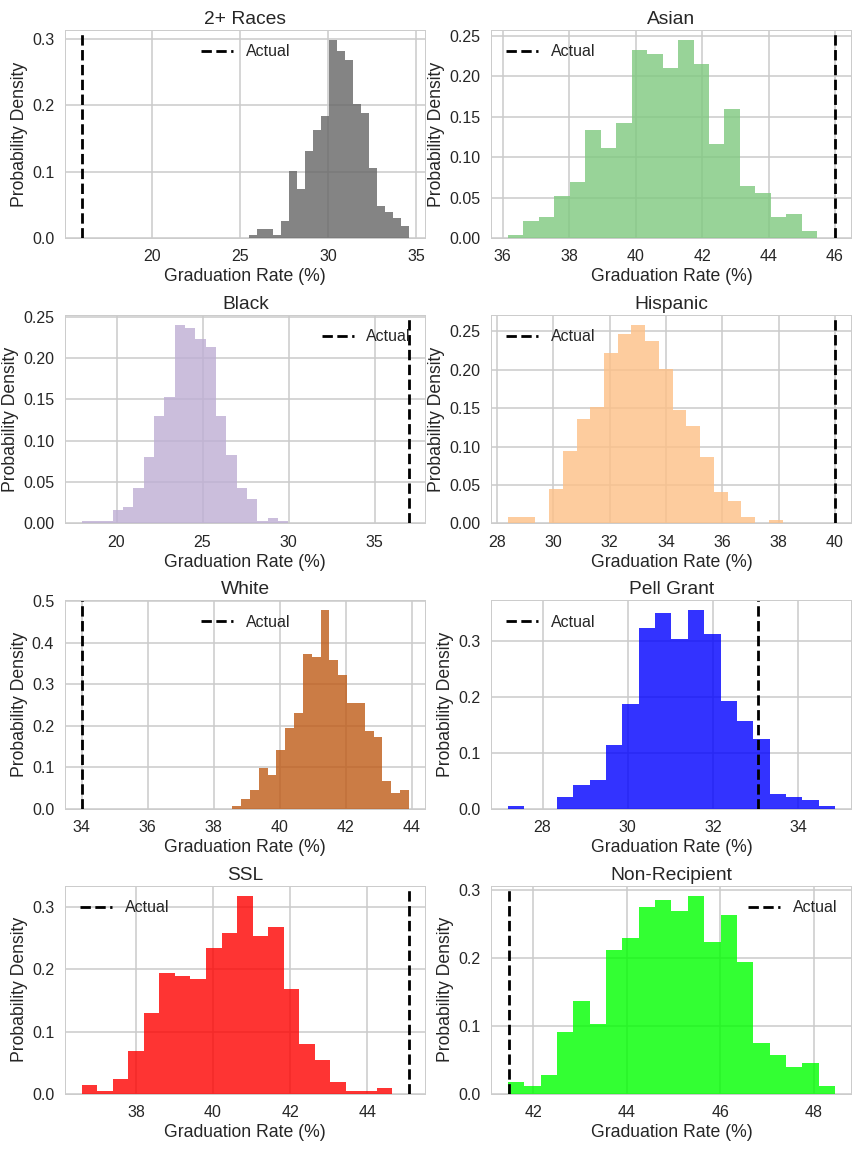 2+ Races
Asian
0.3
0.2
0.1
0.0
Probability Density
Actual
20
25
30
35
Graduation Rate (%)
0.25
0.20
0.15
0.10
0.05
0.00
Probability Density
Actual
36
38
40
42
44
46
Graduation Rate (%)
Black
Hispanic
0.25
0.20
0.15
0.10
0.05
0.00
Probability Density
Actual
20
25
30
35
Graduation Rate (%)
0.25
0.20
0.15
0.10
0.05
0.00
Probability Density
Actual
28
30
32
34
36
38
40
Graduation Rate (%)
White
Pell Grant
0.5
0.4
0.3
0.2
0.1
0.0
Probability Density
Actual
34
36
38
40
42
44
Graduation Rate (%)
0.3
0.2
0.1
0.0
Probability Density
Actual
28
30
32
34
Graduation Rate (%)
SSL
Non-Recipient
0.3
0.2
0.1
0.0
Probability Density
Actual
38
40
42
44
Graduation Rate (%)
0.3
0.2
0.1
0.0
Probability Density
Actual
42
44
46
48
Graduation Rate (%)